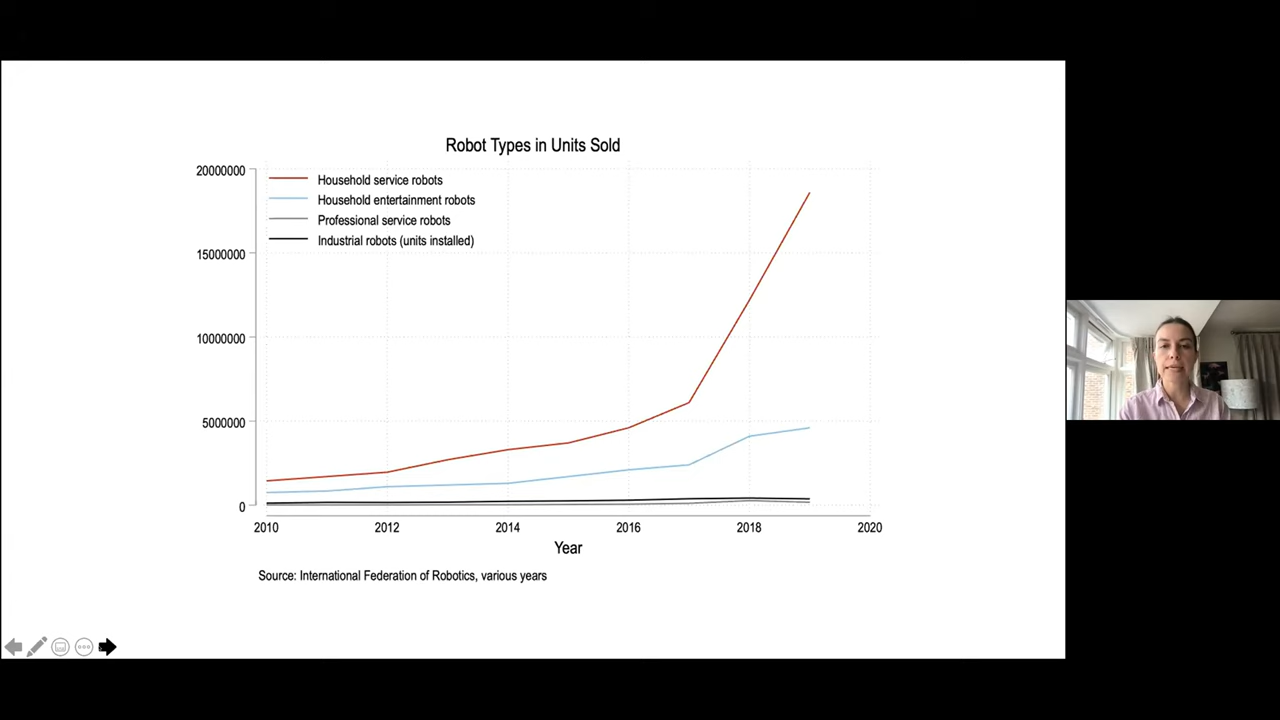 Robot Types in Units Sold
20000000
Household service robots
Household entertainment robots
Professional service robots
Industrial robots (units installed)
15000000
10000000
5000000
0
2010 2012 2014 2016 2018 2020
Year
Source: International Federation of Robotics, various years